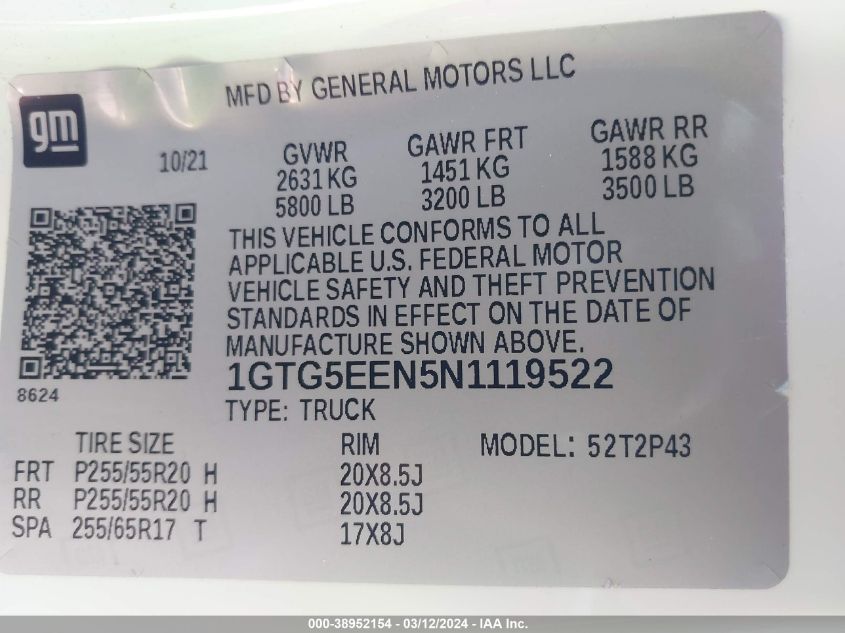 MFD BY GENERAL MOTORS LLC
gm
10/21
GVWR GAWR FRT GAWR RR
2631 KG 1451 KG 1588 KG
5800 LB 3200 LB 3500 LB
THIS VEHICLE CONFORMS TO ALL
APPLICABLE U.S. FEDERAL MOTOR
VEHICLE SAFETY AND THEFT PREVENTION
STANDARDS IN EFFECT ON THE DATE OF
MANUFACTURE SHOWN ABOVE.
1GTG5EEN5N1119522
8624
TYPE: TRUCK
TIRE SIZE RIM MODEL: 52T2P43
FRT P255/55R20 H 20X8.5J
RR P255/55R20 H 20X8.5J
SPA 255/65R17 T 17X8J
000-38952154 - 03/12/2024 - IAA Inc.